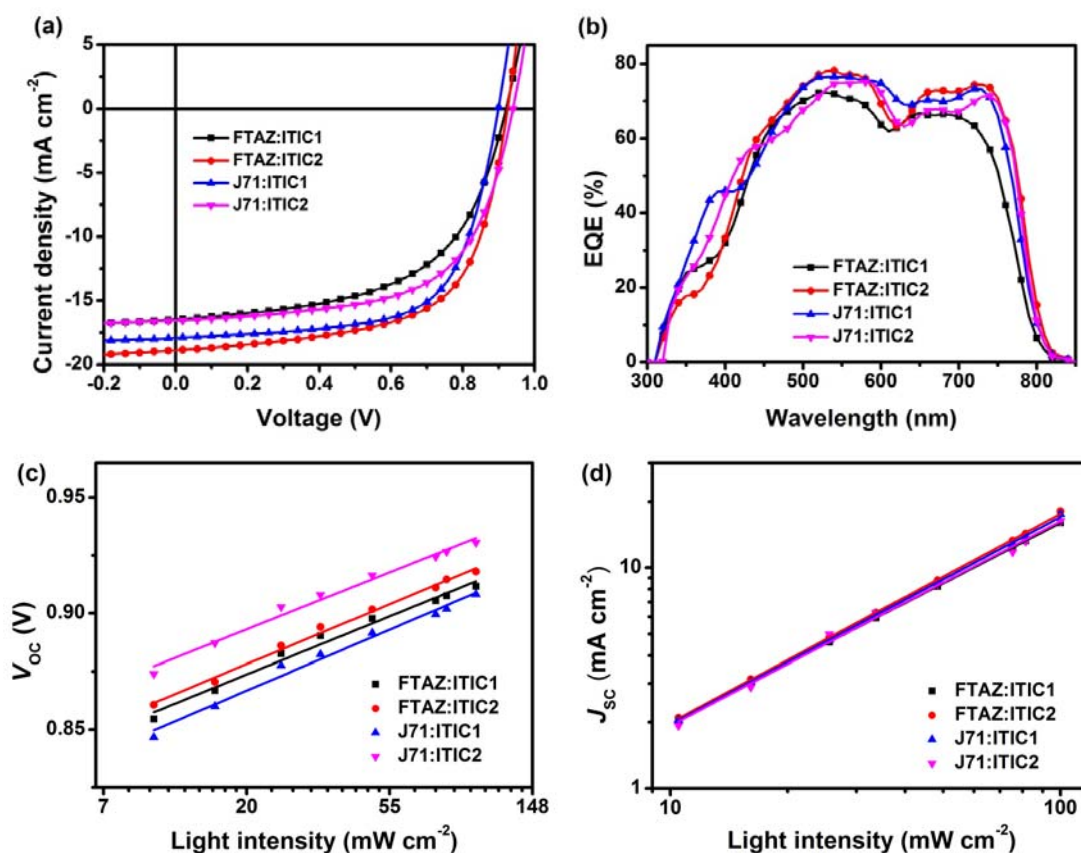 (a)
5
0
-5
-10
-15
-20
-0.2
0.0
0.2
0.4
0.6
0.8
1.0
Current density (mA cm⁻²)
Voltage (V)
FTAZ:ITIC1
FTAZ:ITIC2
J71:ITIC1
J71:ITIC2
(b)
80
60
40
20
0
300
400
500
600
700
800
EQE (%)
Wavelength (nm)
FTAZ:ITIC1
FTAZ:ITIC2
J71:ITIC1
J71:ITIC2
(c)
0.95
0.90
0.85
7
20
55
148
V_OC (V)
Light intensity (mW cm⁻²)
FTAZ:ITIC1
FTAZ:ITIC2
J71:ITIC1
J71:ITIC2
(d)
10
1
10
100
J_SC (mA cm⁻²)
Light intensity (mW cm⁻²)
FTAZ:ITIC1
FTAZ:ITIC2
J71:ITIC1
J71:ITIC2